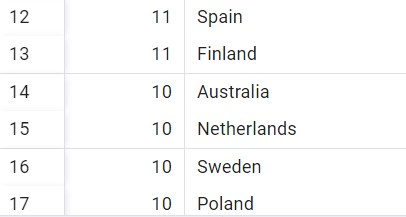 12 11 Spain
13 11 Finland
14 10 Australia
15 10 Netherlands
16 10 Sweden
17 10 Poland